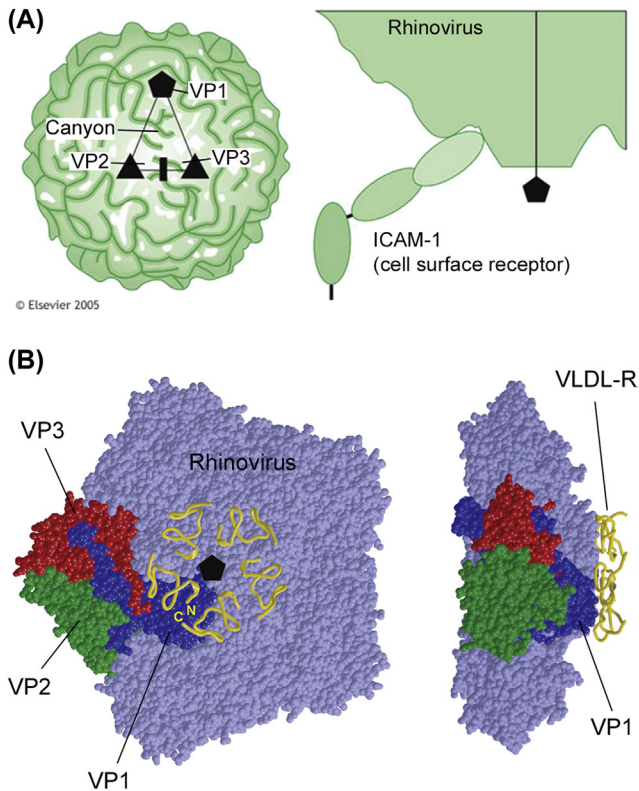 (A)
VP1
Canyon
VP2
VP3
Rhinovirus
ICAM-1
(cell surface receptor)
© Elsevier 2005
(B)
VP3
Rhinovirus
C N
VP2
VP1
VLDL-R
VP1